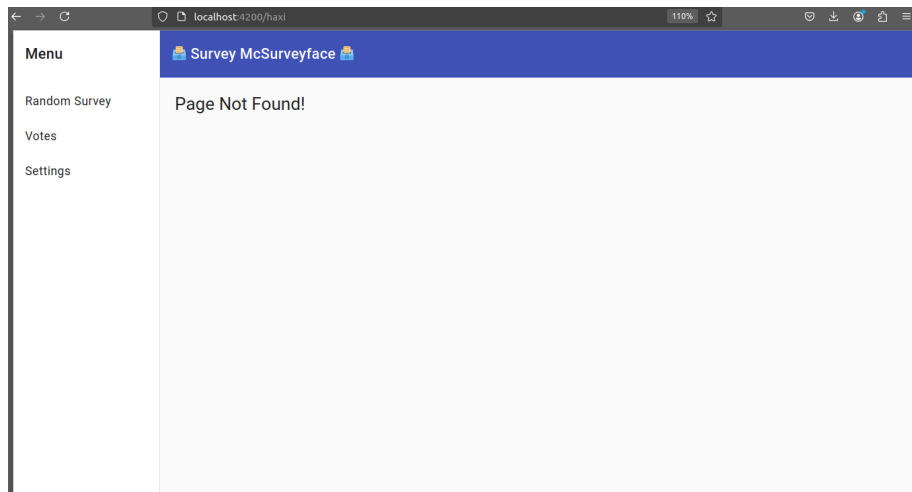 localhost:4200/haxi
110%
Menu
🗳️ Survey McSurveyface 🗳️
Random Survey
Page Not Found!
Votes
Settings